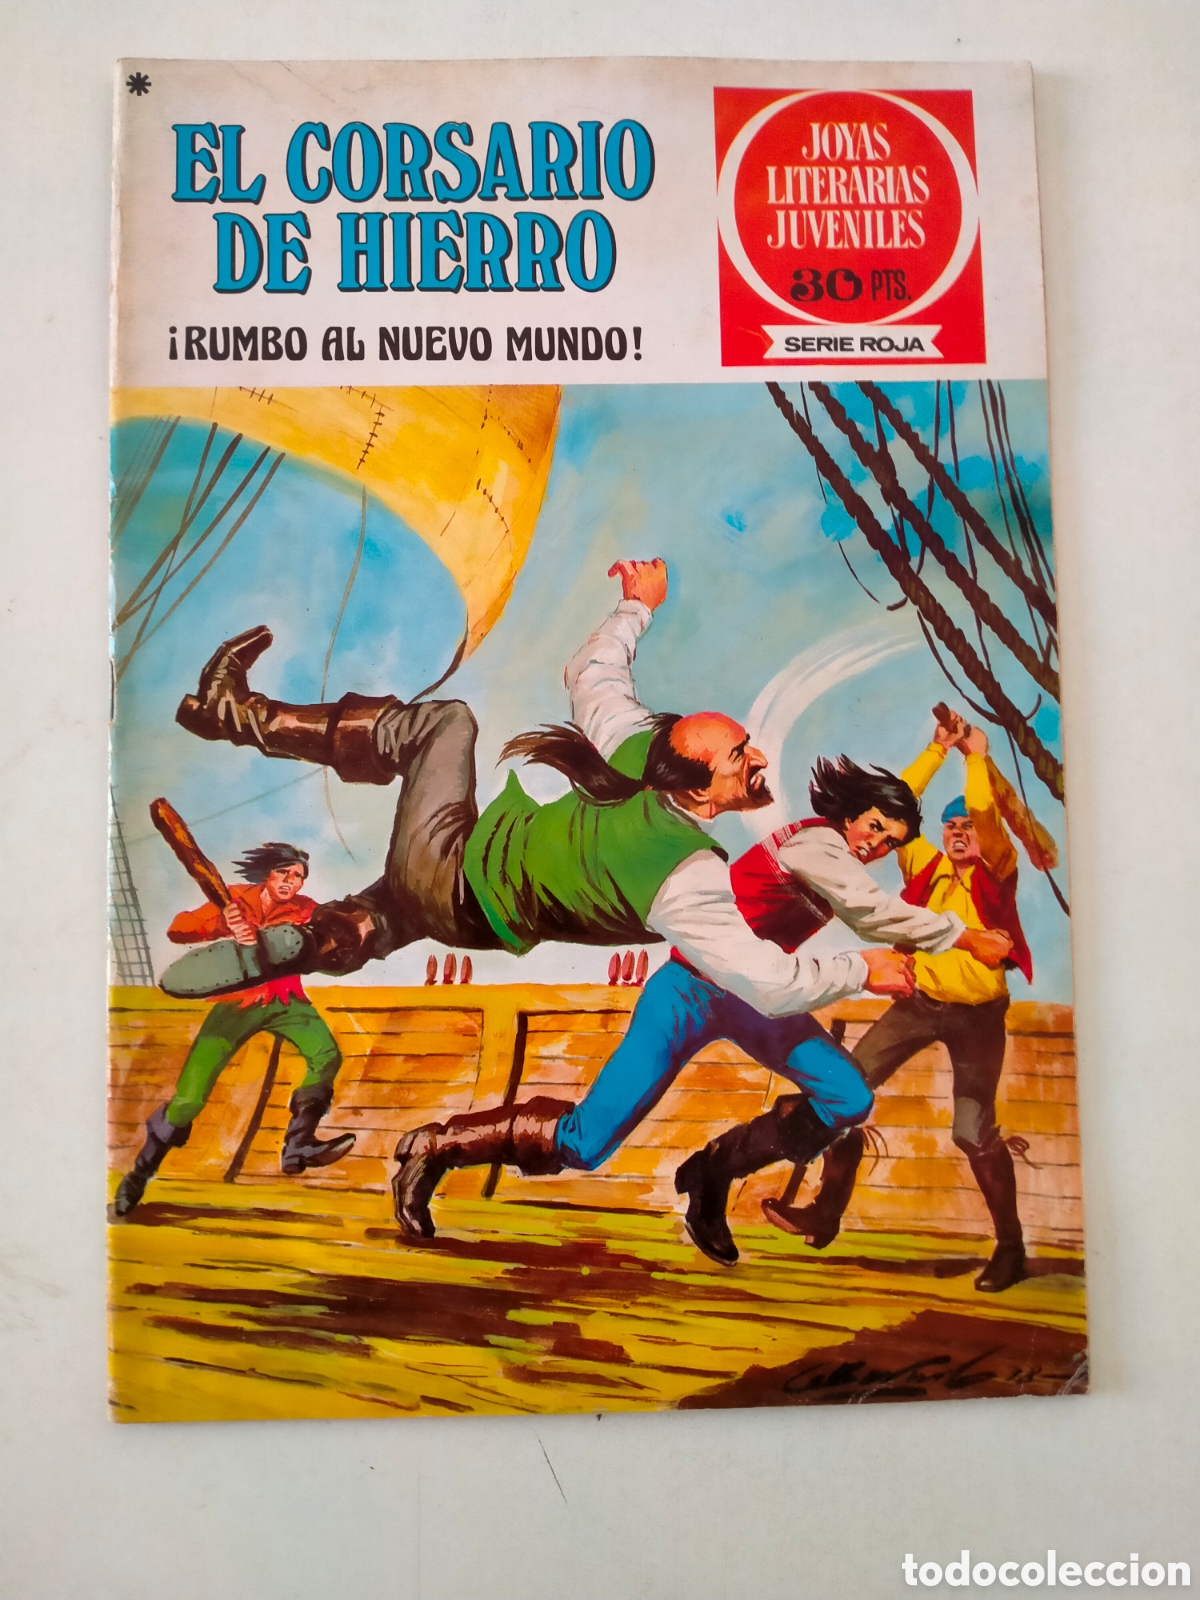 *
EL CORSARIO
DE HIERRO
¡RUMBO AL NUEVO MUNDO!
JOYAS
LITERARIAS
JUVENILES
30 PTS.
SERIE ROJA
todocoleccion